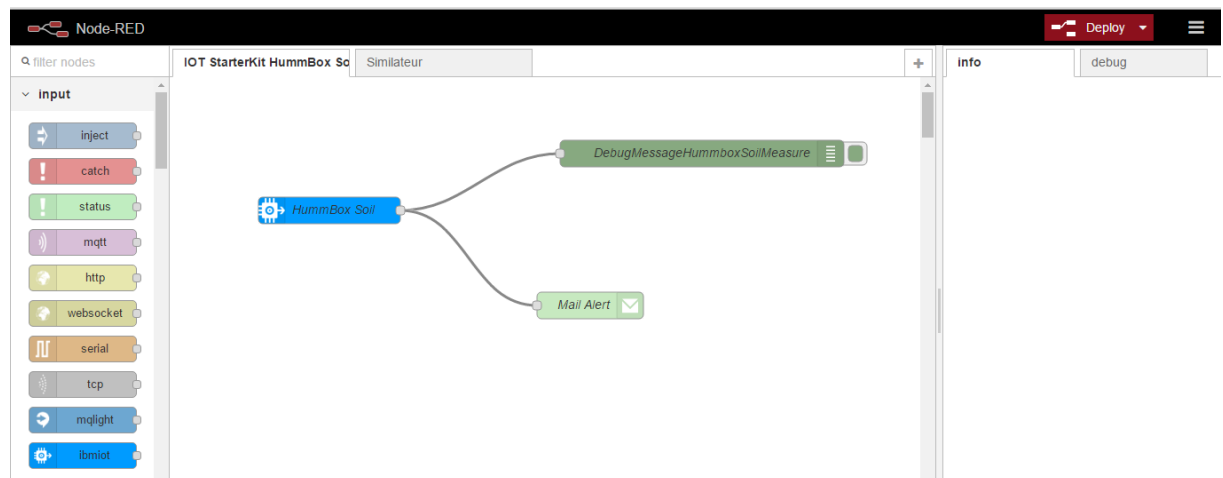 Node-RED
Deploy
filter nodes
IOT StarterKit HummBox So
Similateur
+
info
debug
input
inject
catch
status
mqtt
http
websocket
serial
tcp
mqlight
ibmiot
DebugMessageHummboxSoilMeasure
HummBox Soil
Mail Alert